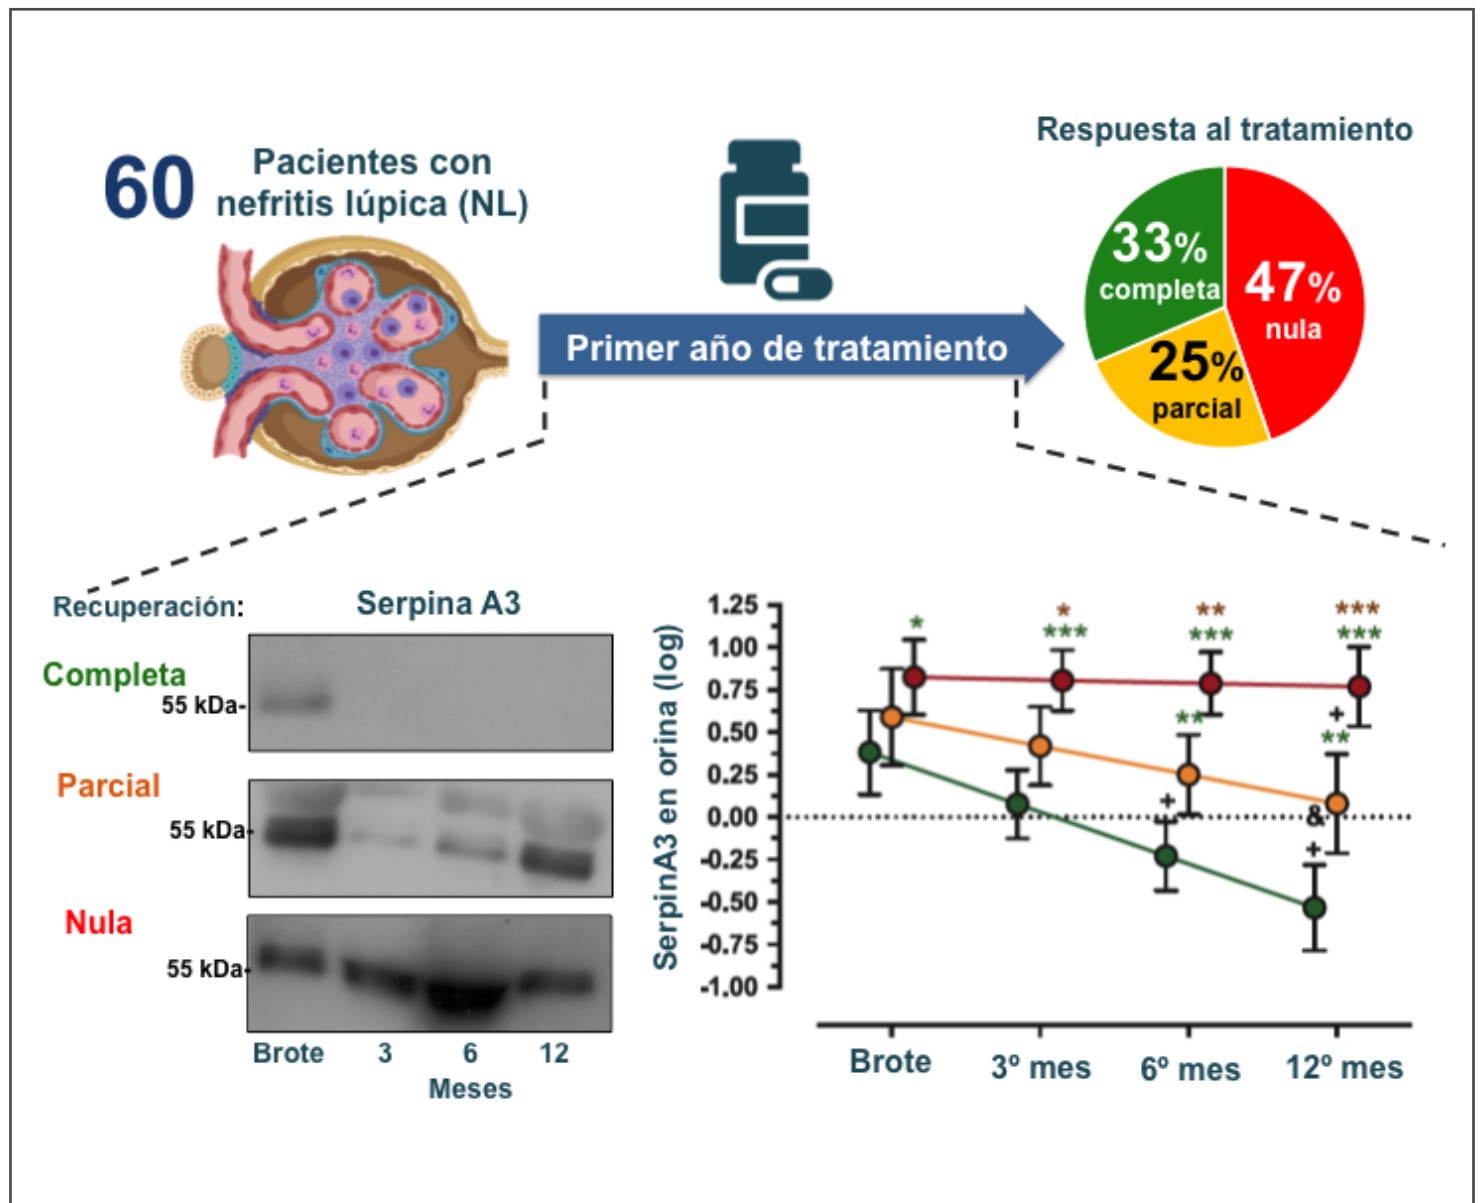 60
Pacientes con
nefritis lúpica (NL)
Primer año de tratamiento
Respuesta al tratamiento
33%
completa
47%
nula
25%
parcial
Recuperación:
Serpina A3
Completa
55 kDa-
Parcial
55 kDa-
Nula
55 kDa-
Brote 3 6 12
Meses
SerpinA3 en orina (log)
1.25
1.00
0.75
0.50
0.25
0.00
-0.25
-0.50
-0.75
-1.00
*
*
***
**
***
***
***
**
+
**
+
&
+
Brote 3º mes 6º mes 12º mes